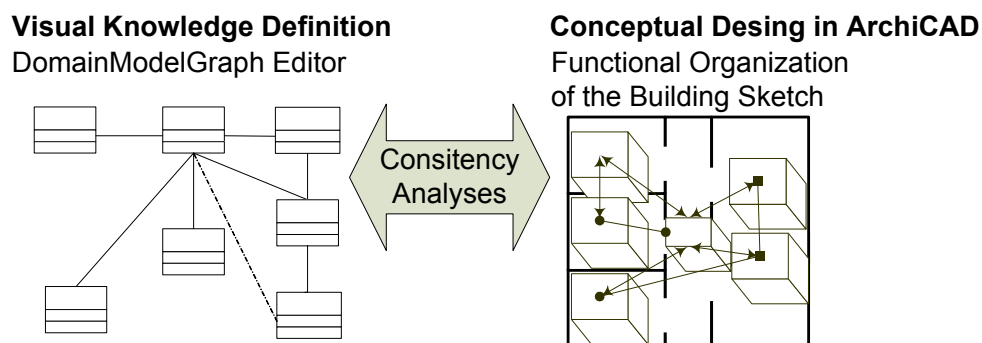 Visual Knowledge Definition
DomainModelGraph Editor
Conceptual Desing in ArchiCAD
Functional Organization
of the Building Sketch
Consitency
Analyses